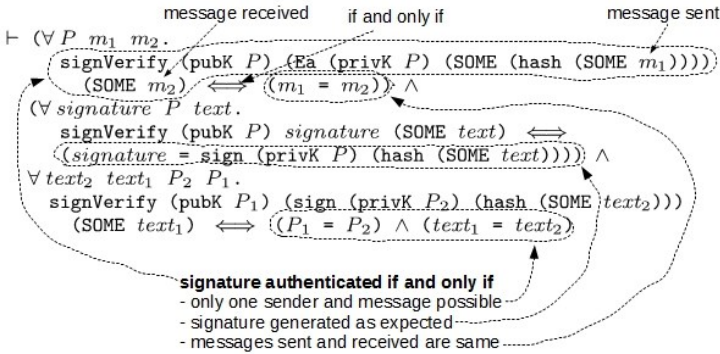 message received
if and only if
message sent
⊢ (∀ P m₁ m₂.
signVerify (pubK P) (Ea (privK P) (SOME (hash (SOME m₁))))
(SOME m₂) ⟺ (m₁ = m₂)) ∧
(∀ signature P text.
signVerify (pubK P) signature (SOME text) ⟺
(signature = sign (privK P) (hash (SOME text)))) ∧
∀ text₂ text₁ P₂ P₁.
signVerify (pubK P₁) (sign (privK P₂) (hash (SOME text₂)))
(SOME text₁) ⟺ (P₁ = P₂) ∧ (text₁ = text₂)
signature authenticated if and only if
- only one sender and message possible
- signature generated as expected
- messages sent and received are same